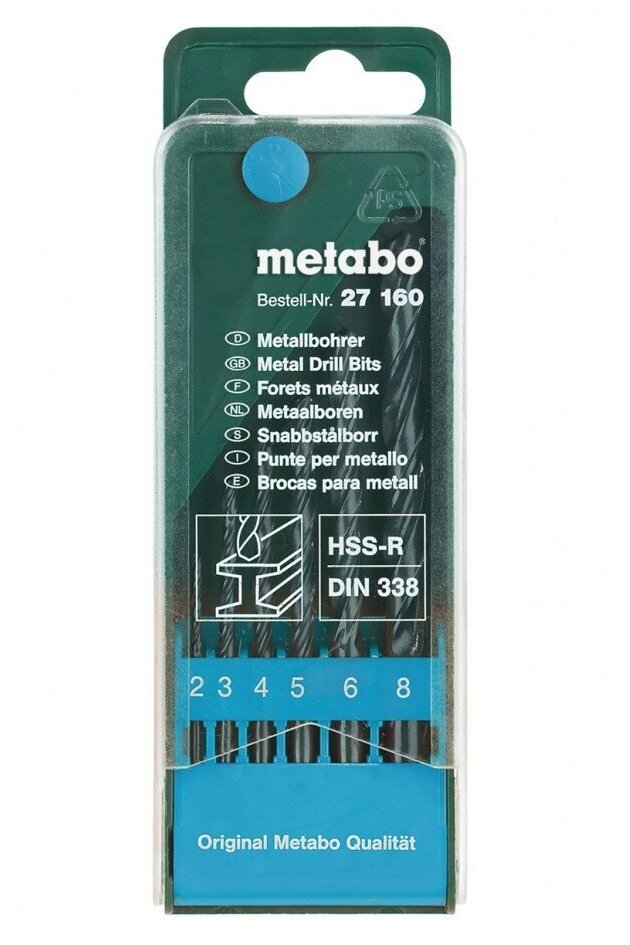 PS
metabo®
Bestell-Nr. 27 160
D Metallbohrer
GB Metal Drill Bits
F Forets métaux
NL Metaalboren
S Snabbstålborr
I Punte per metallo
E Brocas para metall
HSS-R
DIN 338
2 3 4 5 6 8
Original Metabo Qualität